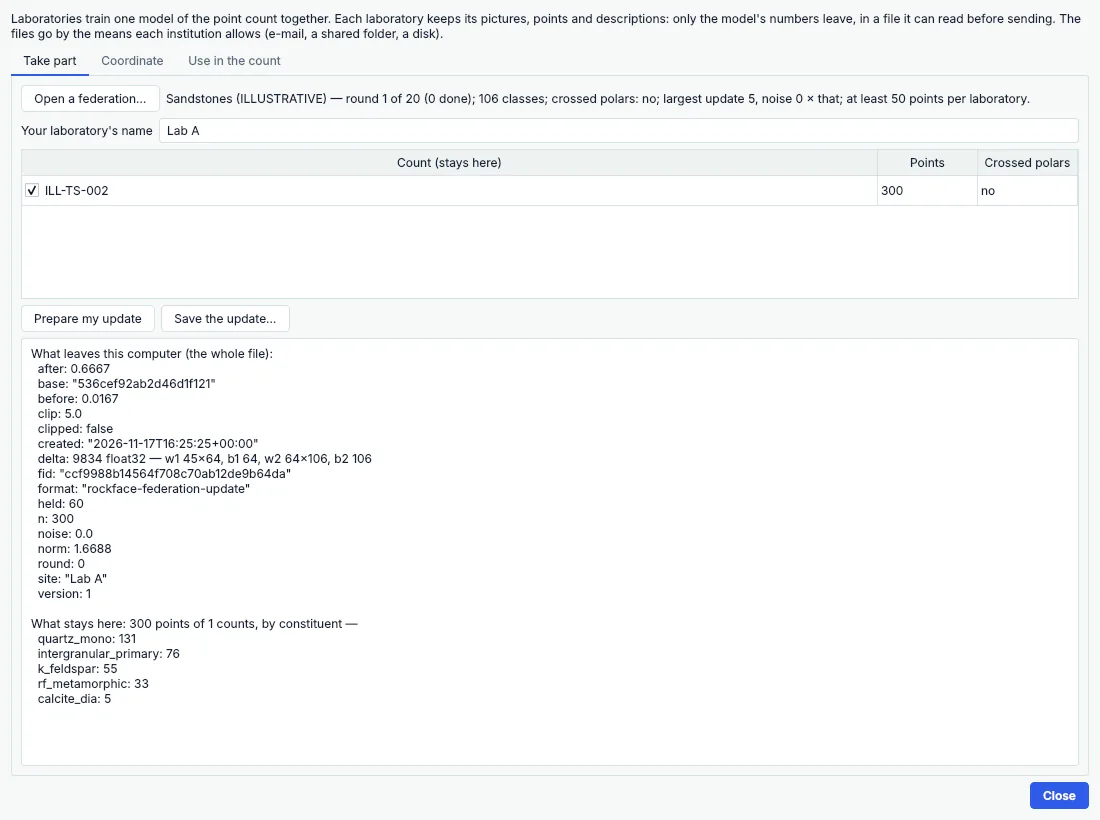 Laboratories train one model of the point count together. Each laboratory keeps its pictures, points and descriptions: only the model's numbers leave, in a file it can read before sending. The
files go by the means each institution allows (e-mail, a shared folder, a disk).
Take part Coordinate Use in the count
Open a federation... Sandstones (ILLUSTRATIVE) — round 1 of 20 (0 done); 106 classes; crossed polars: no; largest update 5, noise 0 × that; at least 50 points per laboratory.
Your laboratory's name Lab A
Count (stays here) Points Crossed polars
ILL-TS-002 300 no
Prepare my update Save the update...
What leaves this computer (the whole file):
after: 0.6667
base: "536cef92ab2d46d1f121"
before: 0.0167
clip: 5.0
clipped: false
created: "2026-11-17T16:25:25+00:00"
delta: 9834 float32 — w1 45×64, b1 64, w2 64×106, b2 106
fid: "ccf9988b14564f708c70ab12de9b64da"
format: "rockface-federation-update"
held: 60
n: 300
noise: 0.0
norm: 1.6688
round: 0
site: "Lab A"
version: 1
What stays here: 300 points of 1 counts, by constituent —
quartz_mono: 131
intergranular_primary: 76
k_feldspar: 55
rf_metamorphic: 33
calcite_dia: 5
Close